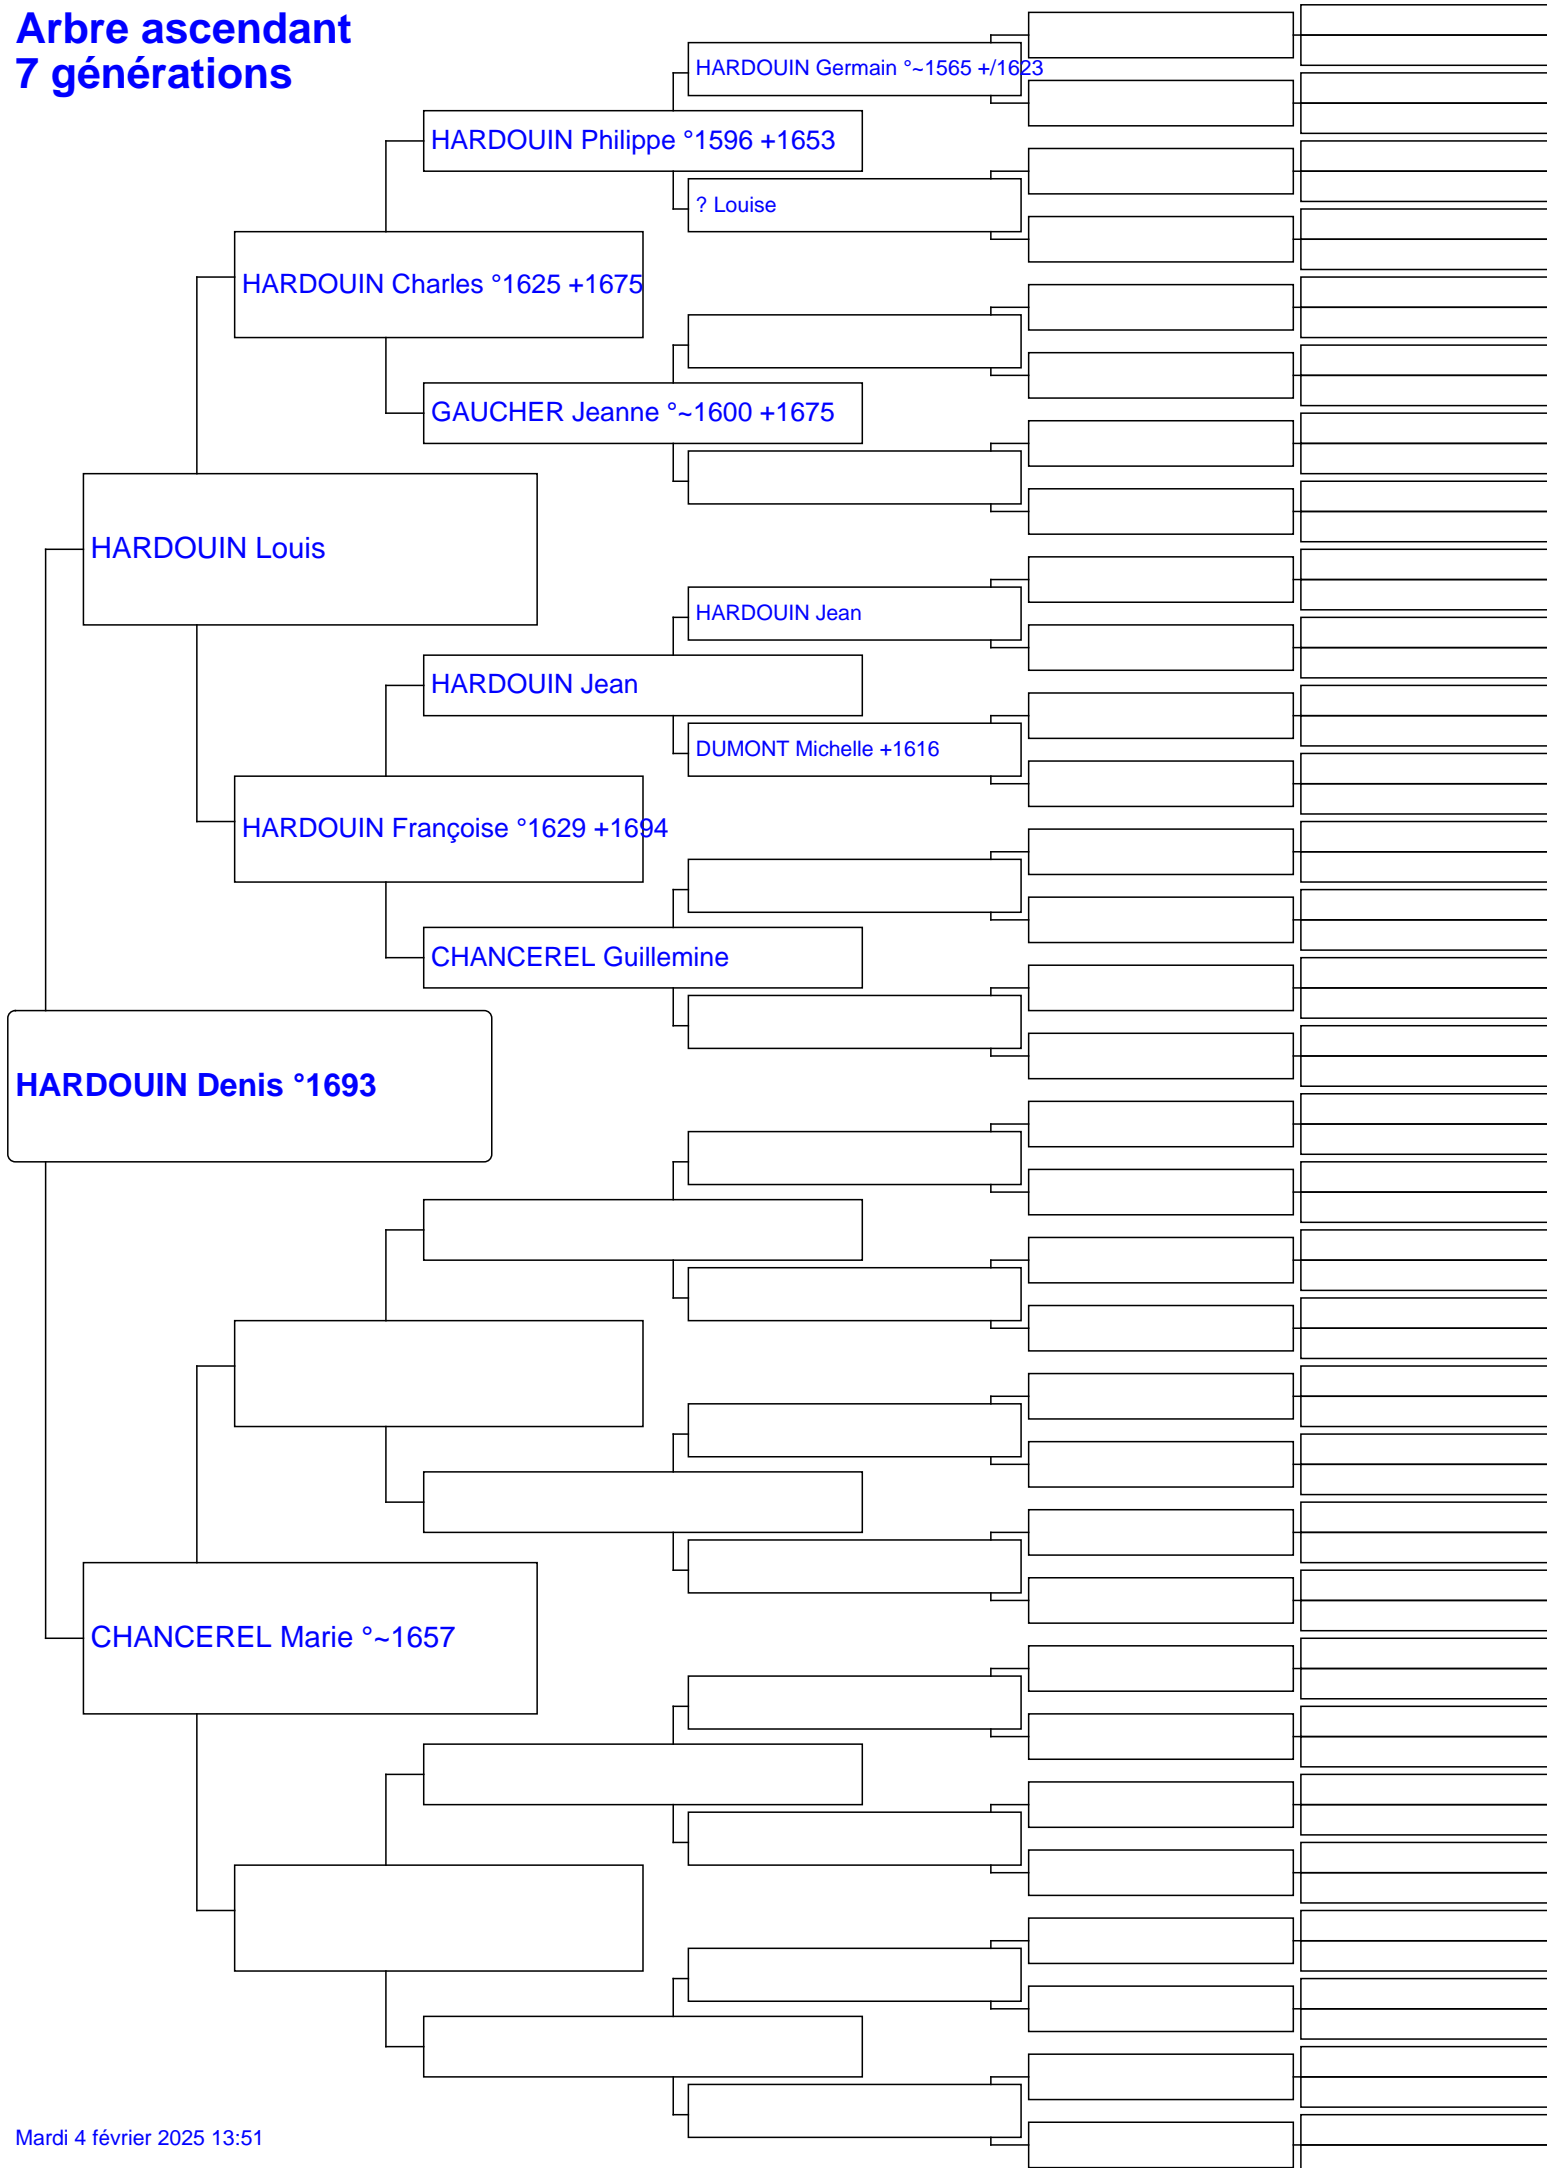 Arbre ascendant
7 générations
HARDOUIN Germain °~1565 +/1623
HARDOUIN Philippe °1596 +1653
? Louise
HARDOUIN Charles °1625 +1675
GAUCHER Jeanne °~1600 +1675
HARDOUIN Louis
HARDOUIN Jean
HARDOUIN Jean
DUMONT Michelle +1616
HARDOUIN Françoise °1629 +1694
CHANCEREL Guillemine
HARDOUIN Denis °1693
CHANCEREL Marie °~1657
Mardi 4 février 2025 13:51